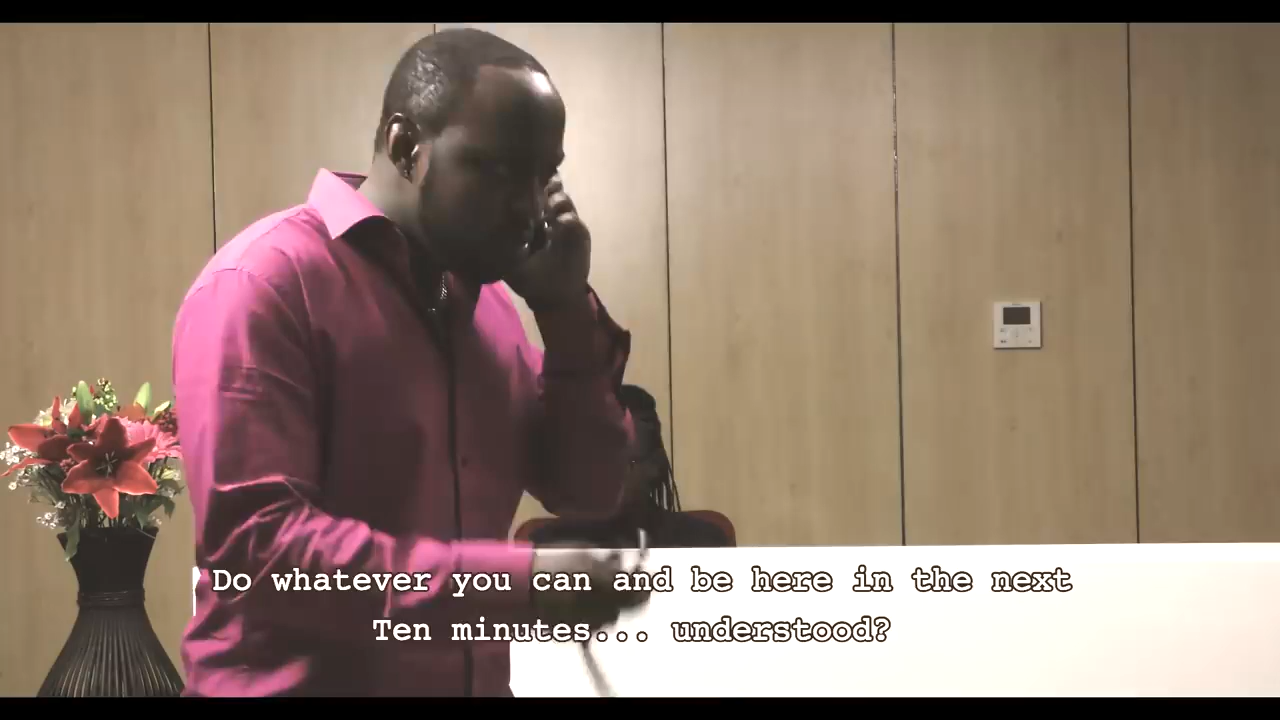 Do whatever you can and be here in the next
Ten minutes... understood?